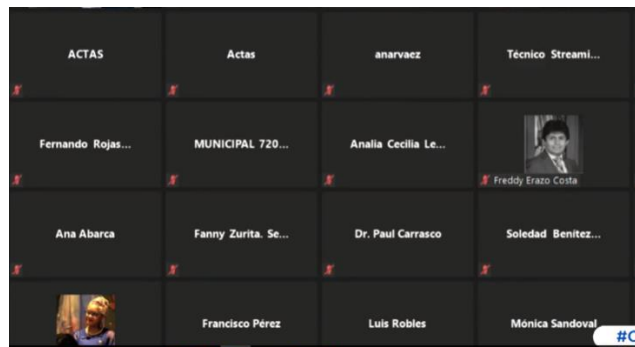 ACTAS
Actas
anarvaez
Técnico Streami...
Fernando Rojas...
MUNICIPAL 720...
Analia Cecilia Le...
Freddy Erazo Costa
Ana Abarca
Fanny Zurita. Se...
Dr. Paul Carrasco
Soledad Benítez...
Francisco Pérez
Luis Robles
Mónica Sandoval